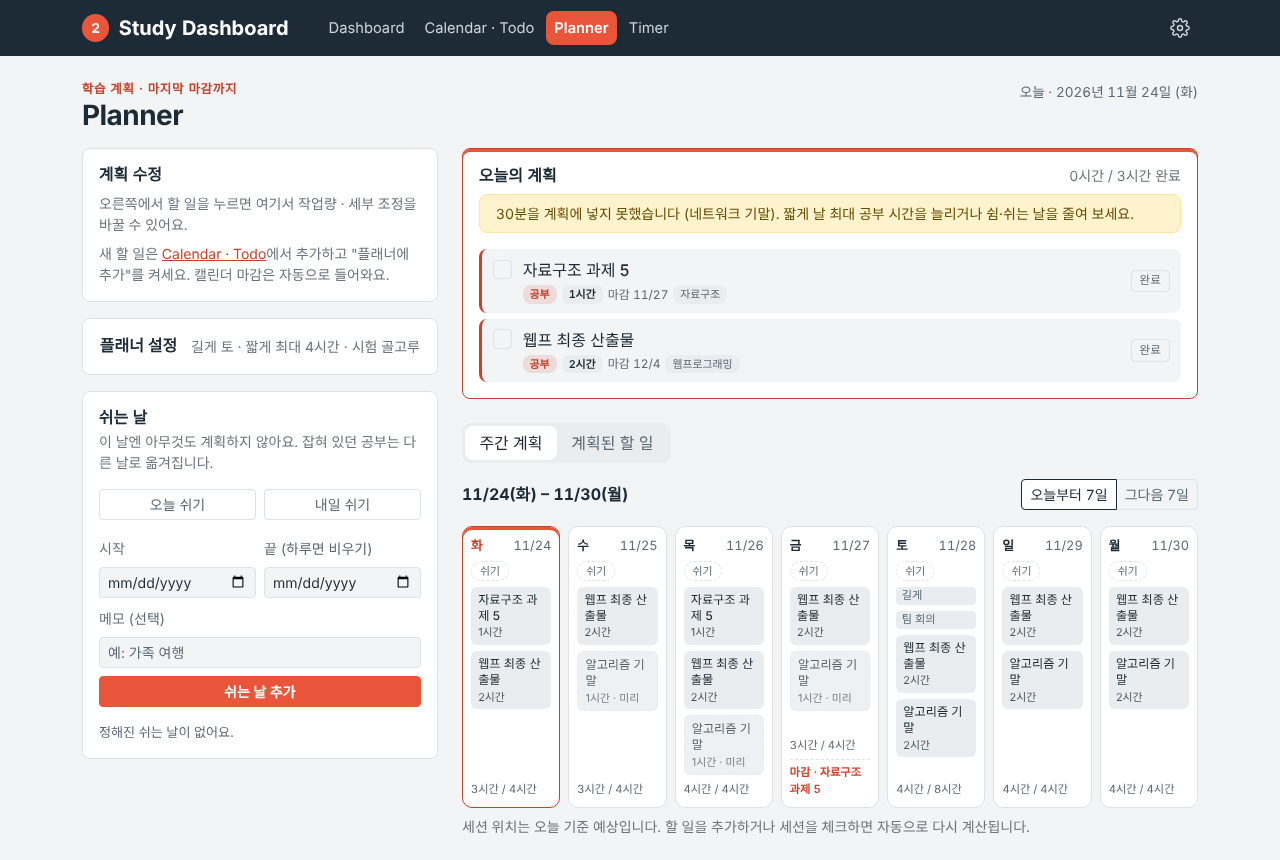 2 Study Dashboard Dashboard Calendar · Todo Planner Timer
학습 계획 · 마지막 마감까지
Planner
오늘 · 2026년 11월 24일 (화)
계획 수정
오른쪽에서 할 일을 누르면 여기서 작업량 · 세부 조정을
바꿀 수 있어요.
새 할 일은 Calendar · Todo에서 추가하고 "플래너에
추가"를 켜세요. 캘린더 마감은 자동으로 들어와요.
플래너 설정 길게 토 · 짧게 최대 4시간 · 시험 골고루
쉬는 날
이 날엔 아무것도 계획하지 않아요. 잡혀 있던 공부는 다
른 날로 옮겨집니다.
오늘 쉬기 내일 쉬기
시작 끝 (하루면 비우기)
mm/dd/yyyy mm/dd/yyyy
메모 (선택)
예: 가족 여행
쉬는 날 추가
정해진 쉬는 날이 없어요.
오늘의 계획 0시간 / 3시간 완료
30분을 계획에 넣지 못했습니다 (네트워크 기말). 짧게 날 최대 공부 시간을 늘리거나 쉼·쉬는 날을 줄여 보세요.
자료구조 과제 5
공부 1시간 마감 11/27 자료구조
완료
웹프 최종 산출물
공부 2시간 마감 12/4 웹프로그래밍
완료
주간 계획 계획된 할 일
11/24(화) – 11/30(월)
오늘부터 7일 그다음 7일
화 11/24
쉬기
자료구조 과
제 5
1시간
웹프 최종 산
출물
2시간
3시간 / 4시간
수 11/25
쉬기
웹프 최종 산
출물
2시간
알고리즘 기
말
1시간 · 미리
3시간 / 4시간
목 11/26
쉬기
자료구조 과
제 5
1시간
웹프 최종 산
출물
2시간
알고리즘 기
말
1시간 · 미리
4시간 / 4시간
금 11/27
쉬기
웹프 최종 산
출물
2시간
알고리즘 기
말
1시간 · 미리
3시간 / 4시간
마감 · 자료구조
과제 5
토 11/28
쉬기
길게
팀 회의
웹프 최종 산
출물
2시간
알고리즘 기
말
2시간
4시간 / 8시간
일 11/29
쉬기
웹프 최종 산
출물
2시간
알고리즘 기
말
2시간
4시간 / 4시간
월 11/30
쉬기
웹프 최종 산
출물
2시간
알고리즘 기
말
2시간
4시간 / 4시간
세션 위치는 오늘 기준 예상입니다. 할 일을 추가하거나 세션을 체크하면 자동으로 다시 계산됩니다.